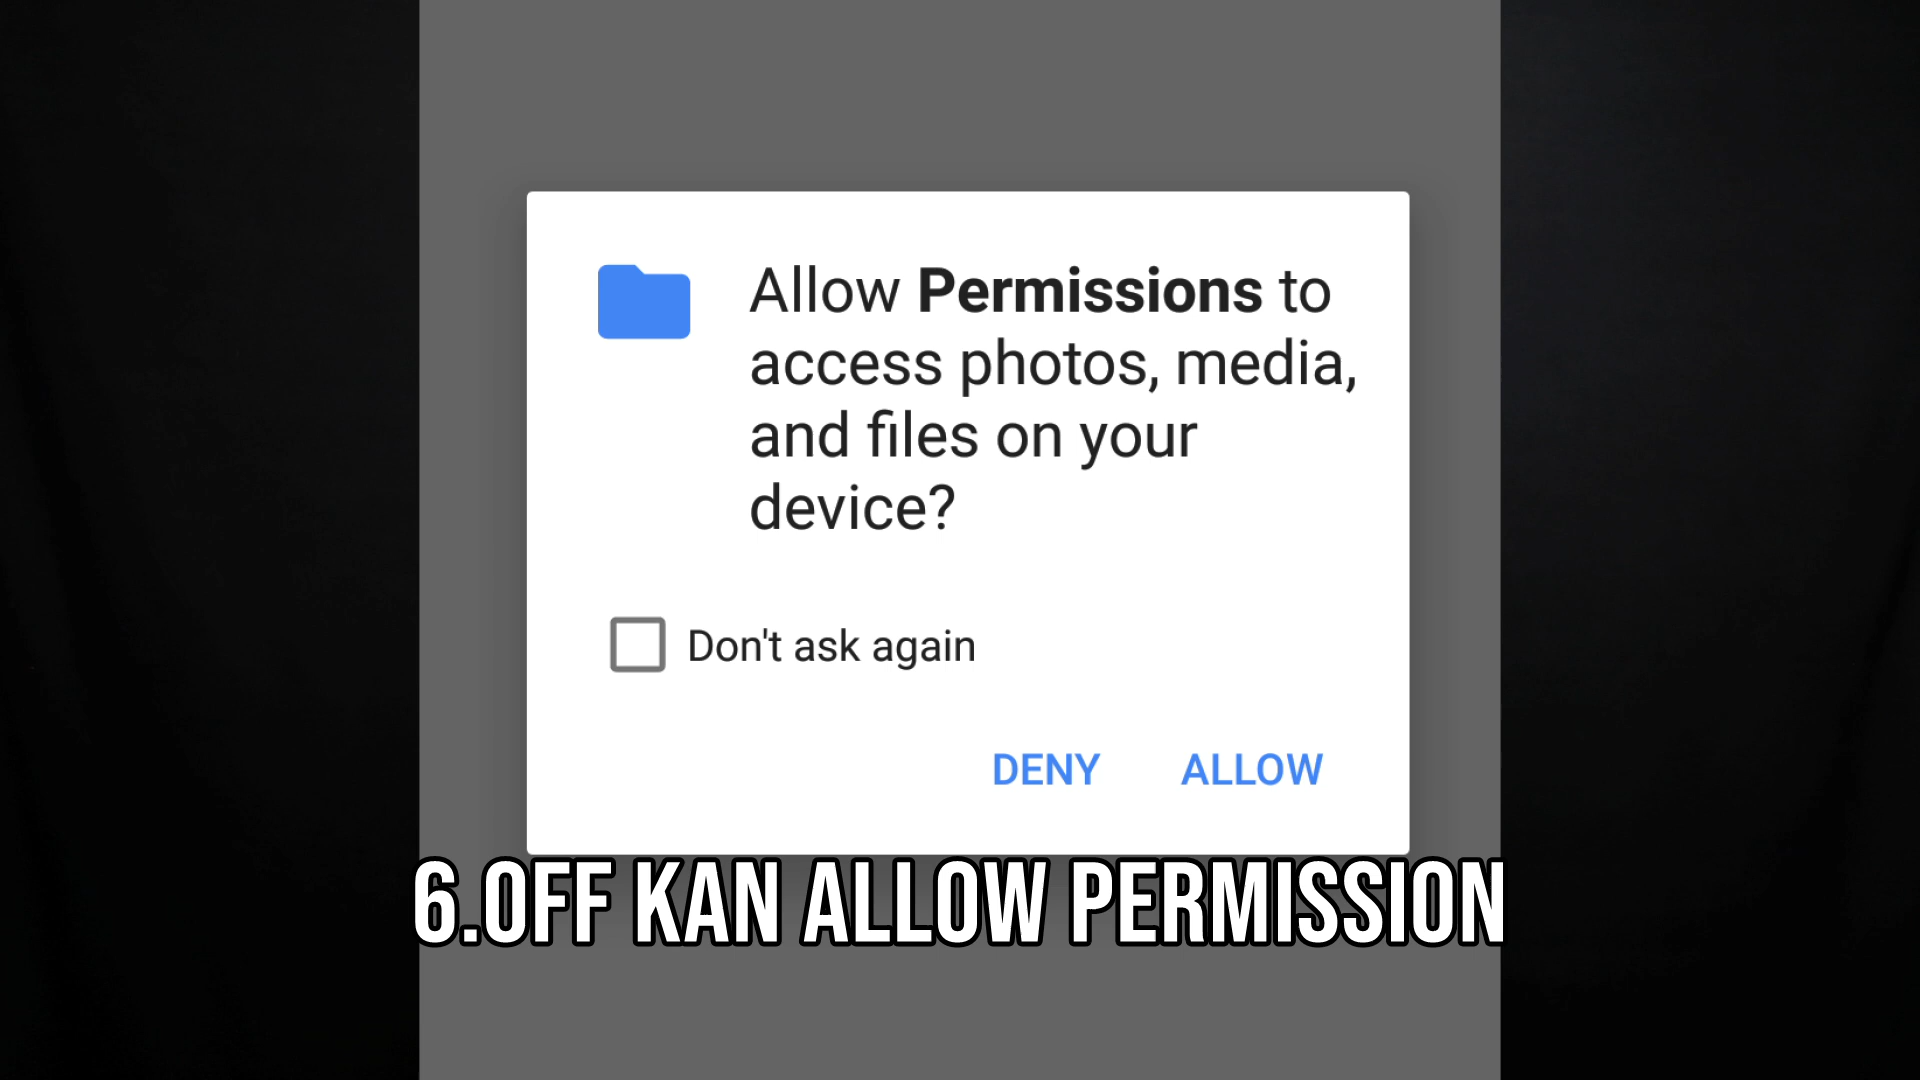 Allow Permissions to
access photos, media,
and files on your
device?
Don't ask again
DENY ALLOW
6.OFF KAN ALLOW PERMISSION